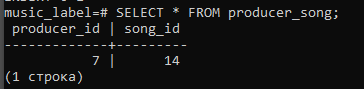 music_label=# SELECT * FROM producer_song;
 producer_id | song_id
-------------+---------
           7 |      14
(1 строка)